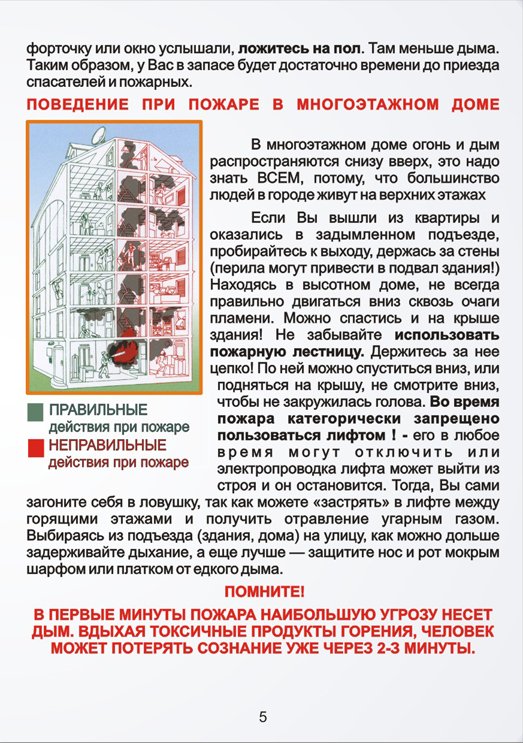 форточку или окно услышали, ложитесь на пол. Там меньше дыма.
Таким образом, у Вас в запасе будет достаточно времени до приезда
спасателей и пожарных.
ПОВЕДЕНИЕ ПРИ ПОЖАРЕ В МНОГОЭТАЖНОМ ДОМЕ
В многоэтажном доме огонь и дым
распространяются снизу вверх, это надо
знать ВСЕМ, потому, что большинство
людей в городе живут на верхних этажах
Если Вы вышли из квартиры и
оказались в задымленном подъезде,
пробирайтесь к выходу, держась за стены
(перила могут привести в подвал здания!)
Находясь в высотном доме, не всегда
правильно двигаться вниз сквозь очаги
пламени. Можно спастись и на крыше
здания! Не забывайте использовать
пожарную лестницу. Держитесь за нее
цепко! По ней можно спуститься вниз, или
подняться на крышу, не смотрите вниз,
чтобы не закружилась голова. Во время
пожара категорически запрещено
пользоваться лифтом ! - его в любое
время могут отключить или
электропроводка лифта может выйти из
строя и он остановится. Тогда, Вы сами
загоните себя в ловушку, так как можете «застрять» в лифте между
горящими этажами и получить отравление угарным газом.
Выбираясь из подъезда (здания, дома) на улицу, как можно дольше
задерживайте дыхание, а еще лучше — защитите нос и рот мокрым
шарфом или платком от едкого дыма.
ПРАВИЛЬНЫЕ
действия при пожаре
НЕПРАВИЛЬНЫЕ
действия при пожаре
ПОМНИТЕ!
В ПЕРВЫЕ МИНУТЫ ПОЖАРА НАИБОЛЬШУЮ УГРОЗУ НЕСЕТ
ДЫМ. ВДЫХАЯ ТОКСИЧНЫЕ ПРОДУКТЫ ГОРЕНИЯ, ЧЕЛОВЕК
МОЖЕТ ПОТЕРЯТЬ СОЗНАНИЕ УЖЕ ЧЕРЕЗ 2-3 МИНУТЫ.
5